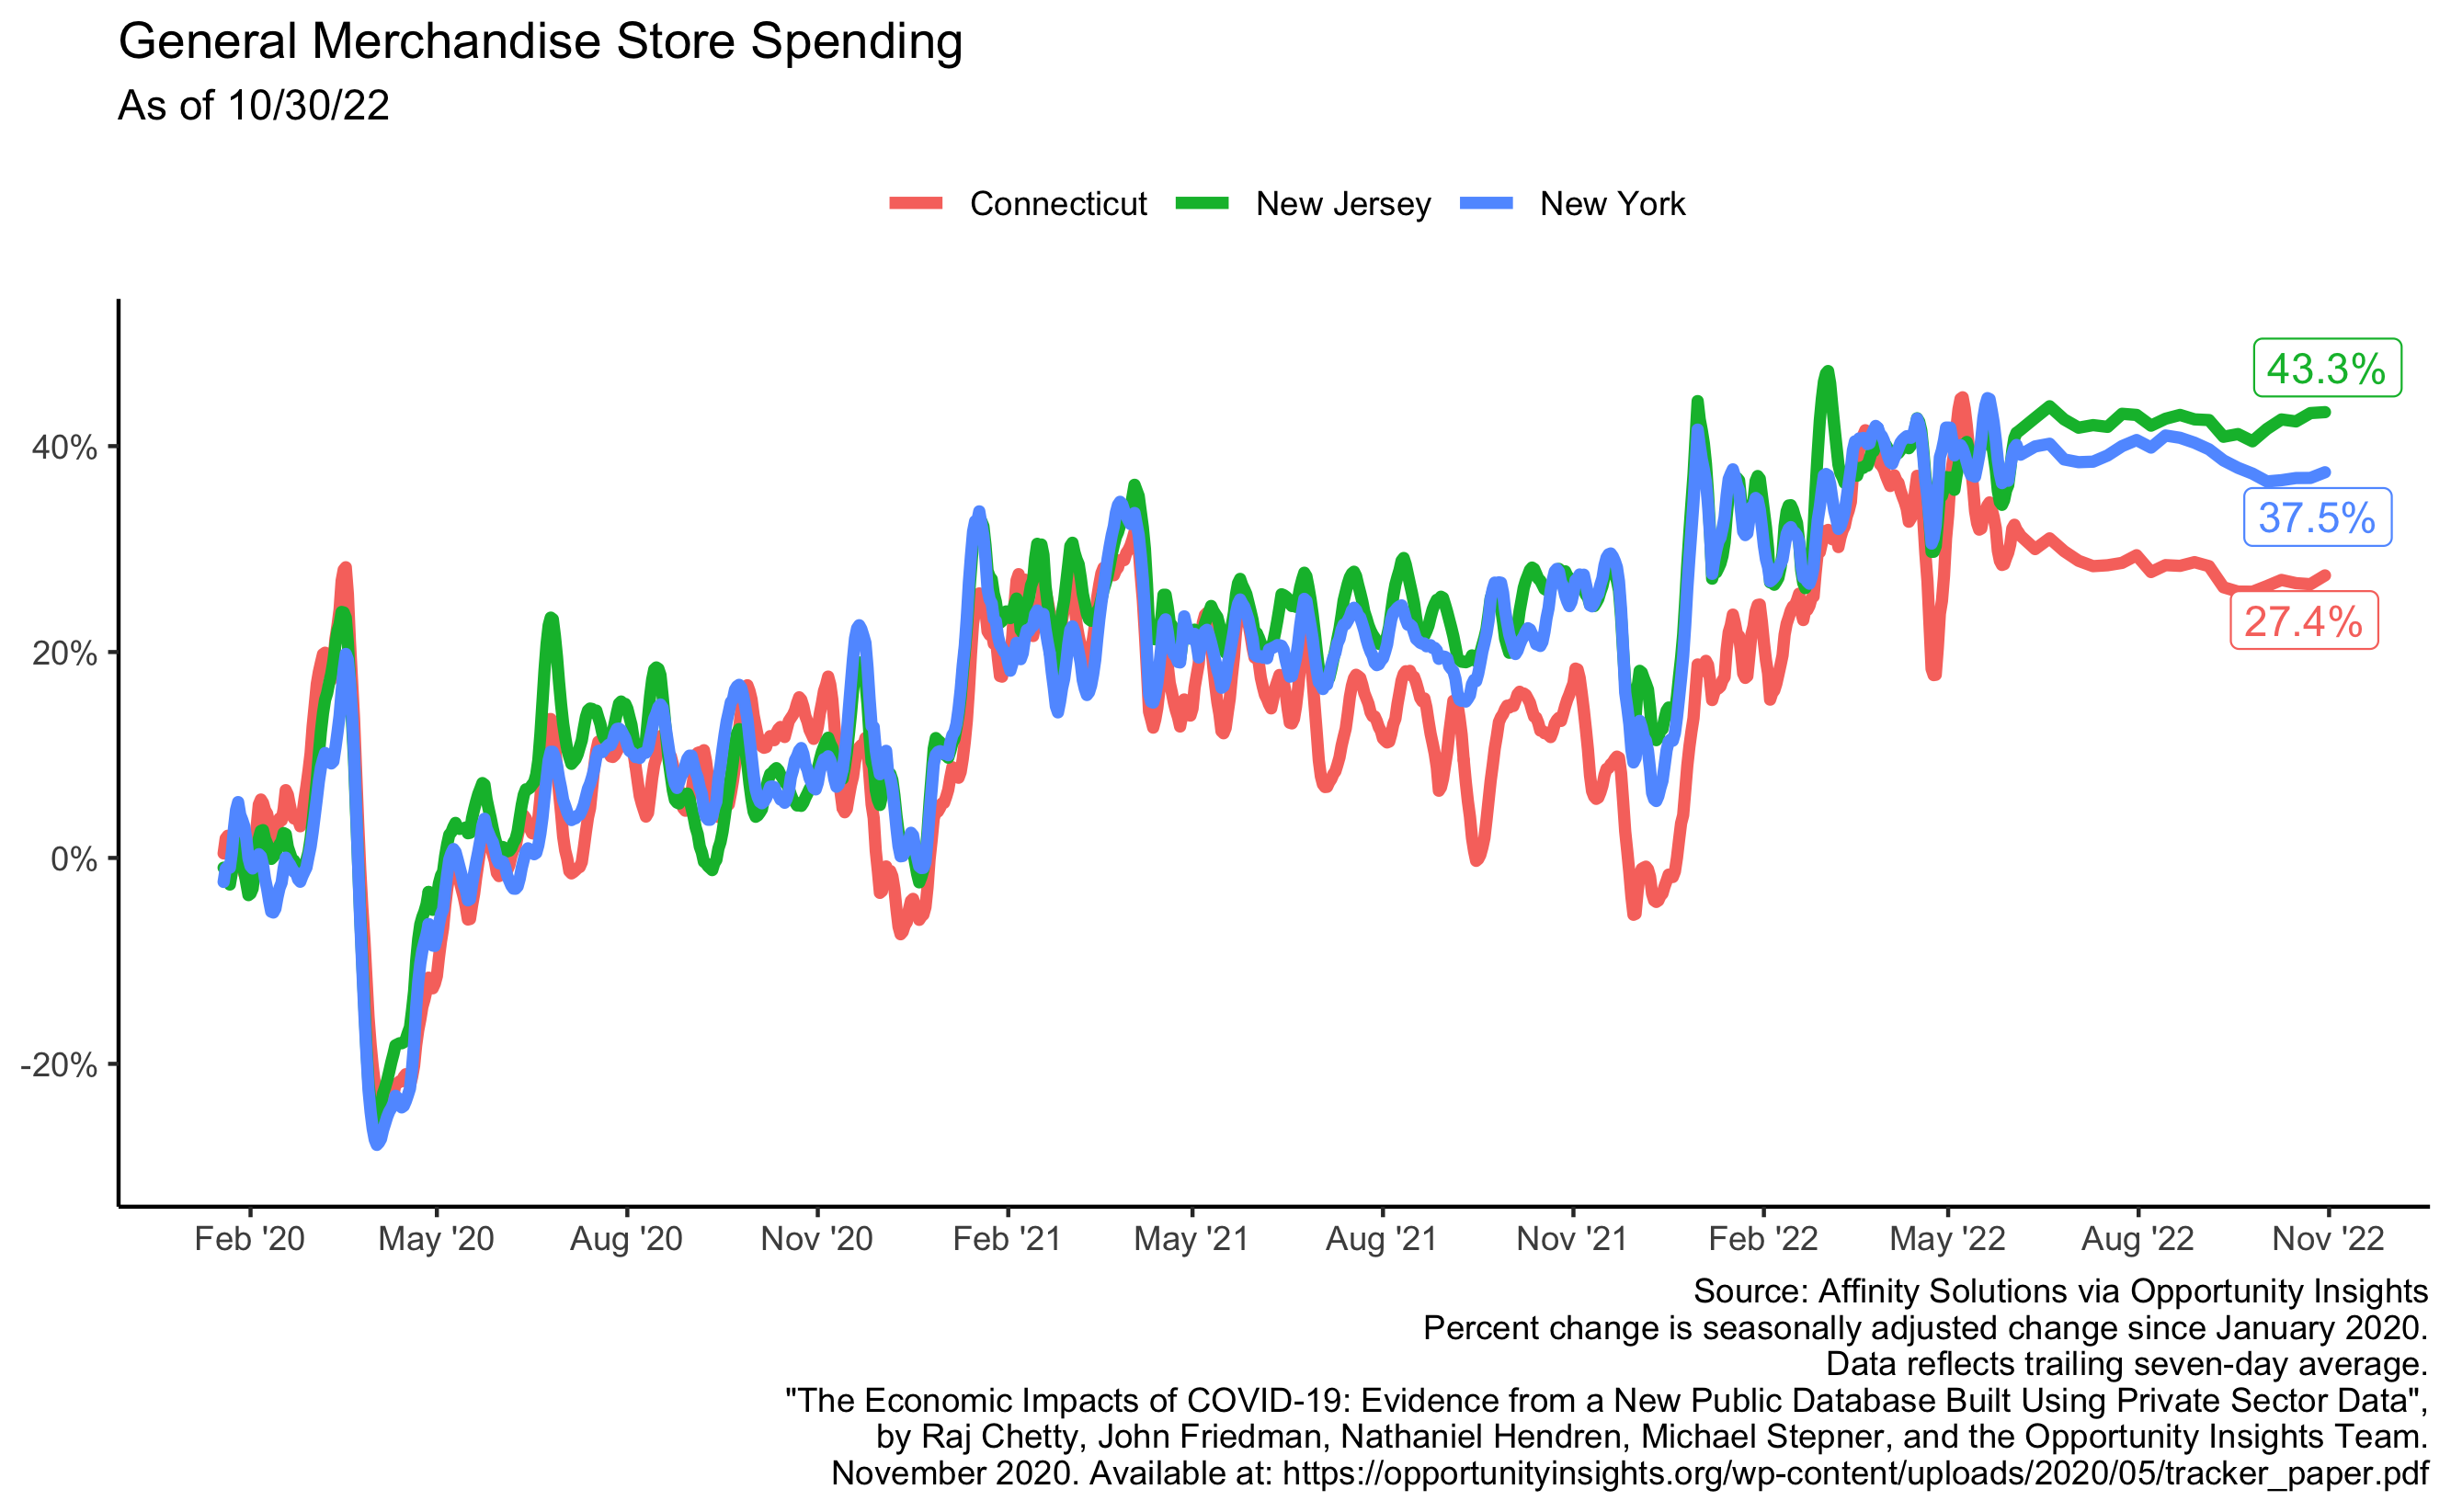 General Merchandise Store Spending
As of 10/30/22
Connecticut New Jersey New York
43.3%
40%
37.5%
27.4%
20%
0%
-20%
Feb '20 May '20 Aug '20 Nov '20 Feb '21 May '21 Aug '21 Nov '21 Feb '22 May '22 Aug '22 Nov '22
Source: Affinity Solutions via Opportunity Insights
Percent change is seasonally adjusted change since January 2020.
Data reflects trailing seven-day average.
"The Economic Impacts of COVID-19: Evidence from a New Public Database Built Using Private Sector Data",
by Raj Chetty, John Friedman, Nathaniel Hendren, Michael Stepner, and the Opportunity Insights Team.
November 2020. Available at: https://opportunityinsights.org/wp-content/uploads/2020/05/tracker_paper.pdf